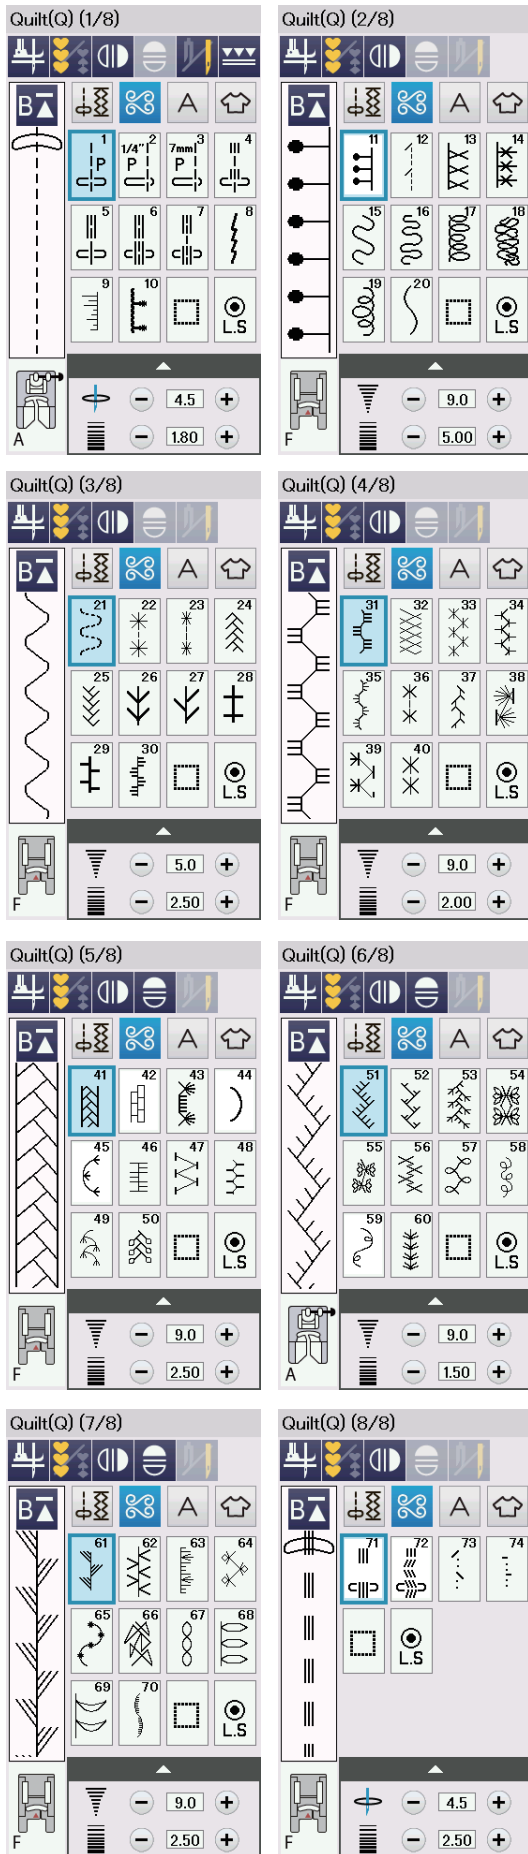 Quilt(Q) (1/8)
B A
1 1/4" 2 7mm 3 4
P P P
5 6 7 8
9 10
L.S
4.5
A 1.80
Quilt(Q) (2/8)
B A
11 12 13 14
15 16 17 18
19 20
L.S
9.0
F 5.00
Quilt(Q) (3/8)
B A
21 22 23 24
25 26 27 28
29 30
L.S
5.0
F 2.50
Quilt(Q) (4/8)
B A
31 32 33 34
35 36 37 38
39 40
L.S
9.0
F 2.00
Quilt(Q) (5/8)
B A
41 42 43 44
45 46 47 48
49 50
L.S
9.0
F 2.50
Quilt(Q) (6/8)
B A
51 52 53 54
55 56 57 58
59 60
L.S
9.0
A 1.50
Quilt(Q) (7/8)
B A
61 62 63 64
65 66 67 68
69 70
L.S
9.0
F 2.50
Quilt(Q) (8/8)
B A
71 72 73 74
L.S
4.5
F 2.50